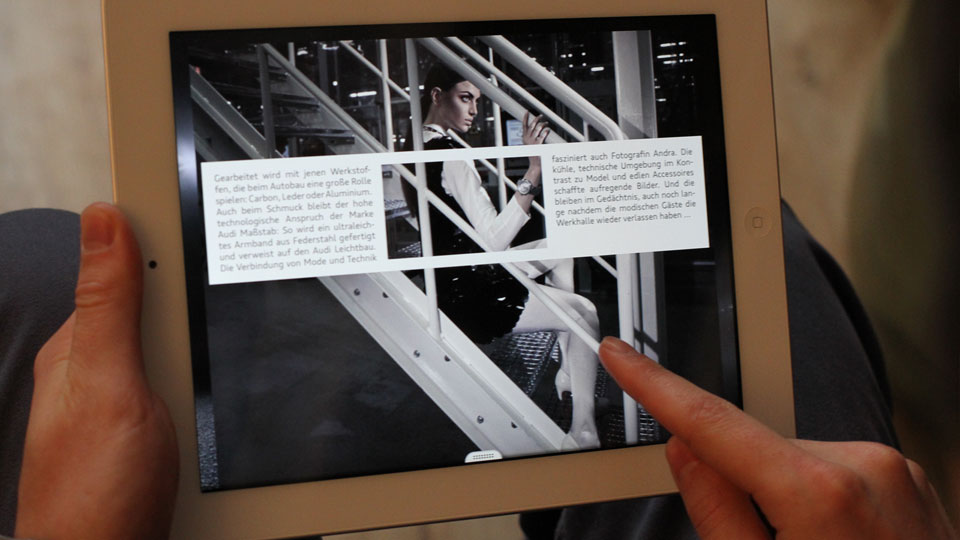 Gearbeitet wird mit jenen Werkstof-
fen, die beim Autobau eine große Rolle
spielen: Carbon, Leder oder Aluminium.
Auch beim Schmuck bleibt der hohe
technologische Anspruch der Marke
Audi Maßstab: So wird ein ultraleich-
tes Armband aus Federstahl gefertigt
und verweist auf den Audi Leichtbau.
Die Verbindung von Mode und Technik
fasziniert auch Fotografin Andra. Die
kühle, technische Umgebung im Kon-
trast zu Model und edlen Accessoires
schaffte aufregende Bilder. Und die
bleiben im Gedächtnis, auch noch lan-
ge nachdem die modischen Gäste die
Werkhalle wieder verlassen haben ...